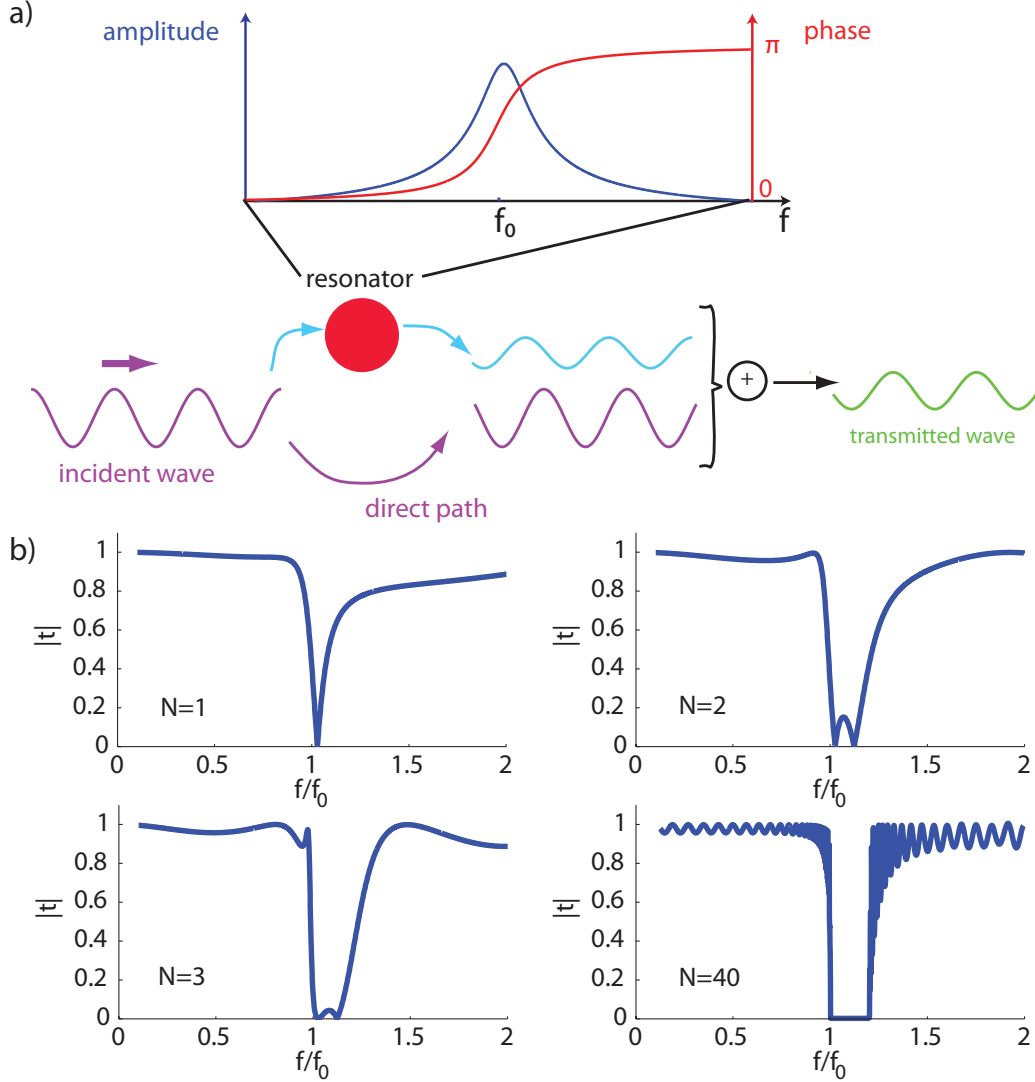 a)
amplitude
phase
π
0
f₀
f
resonator
+
incident wave
direct path
transmitted wave
b)
1
0.8
0.6
0.4
0.2
0
|t|
N=1
0
0.5
1
1.5
2
f/f₀
1
0.8
0.6
0.4
0.2
0
|t|
N=2
0
0.5
1
1.5
2
f/f₀
1
0.8
0.6
0.4
0.2
0
|t|
N=3
0
0.5
1
1.5
2
f/f₀
1
0.8
0.6
0.4
0.2
0
|t|
N=40
0
0.5
1
1.5
2
f/f₀